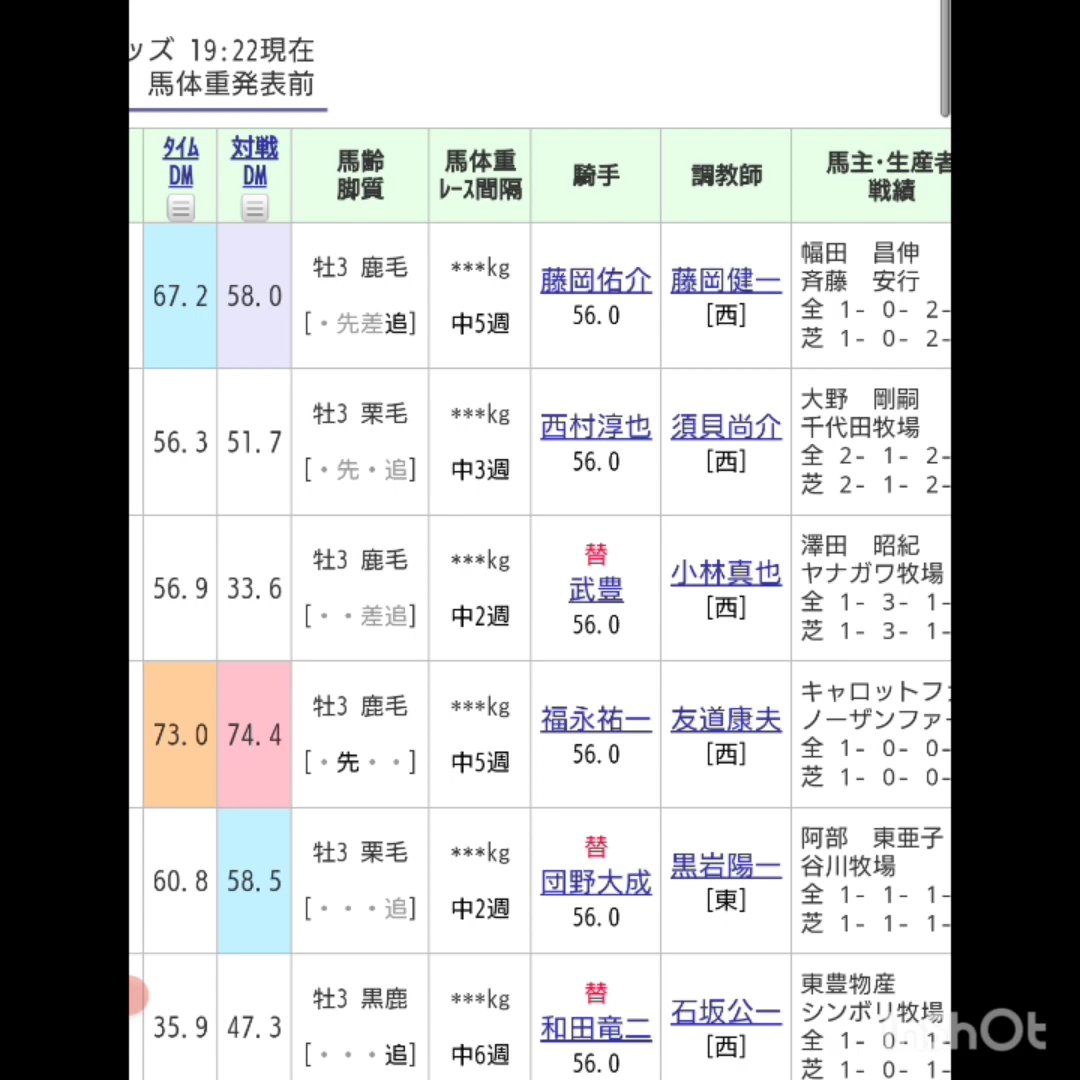 ッズ 19:22現在
馬体重発表前
ﾀｲﾑ
DM
対戦
DM
馬齢
脚質
馬体重
ﾚｰｽ間隔
騎手
調教師
馬主・生産者
戦績
67.2
58.0
牡3 鹿毛
[・先差追]
***kg
中5週
藤岡佑介
56.0
藤岡健一
[西]
幅田 昌伸
斉藤 安行
全 1- 0- 2-
芝 1- 0- 2-
56.3
51.7
牡3 栗毛
[・先・追]
***kg
中3週
西村淳也
56.0
須貝尚介
[西]
大野 剛嗣
千代田牧場
全 2- 1- 2-
芝 2- 1- 2-
56.9
33.6
牡3 鹿毛
[・・差追]
***kg
中2週
替
武豊
56.0
小林真也
[西]
澤田 昭紀
ヤナガワ牧場
全 1- 3- 1-
芝 1- 3- 1-
73.0
74.4
牡3 鹿毛
[・先・・]
***kg
中5週
福永祐一
56.0
友道康夫
[西]
キャロットファ
ノーザンファー
全 1- 0- 0-
芝 1- 0- 0-
60.8
58.5
牡3 栗毛
[・・・追]
***kg
中2週
替
団野大成
56.0
黒岩陽一
[東]
阿部 東亜子
谷川牧場
全 1- 1- 1-
芝 1- 1- 1-
35.9
47.3
牡3 黒鹿
[・・・追]
***kg
中6週
替
和田竜二
56.0
石坂公一
[西]
東豊物産
シンボリ牧場
全 1- 0- 1-
芝 1- 0- 1-